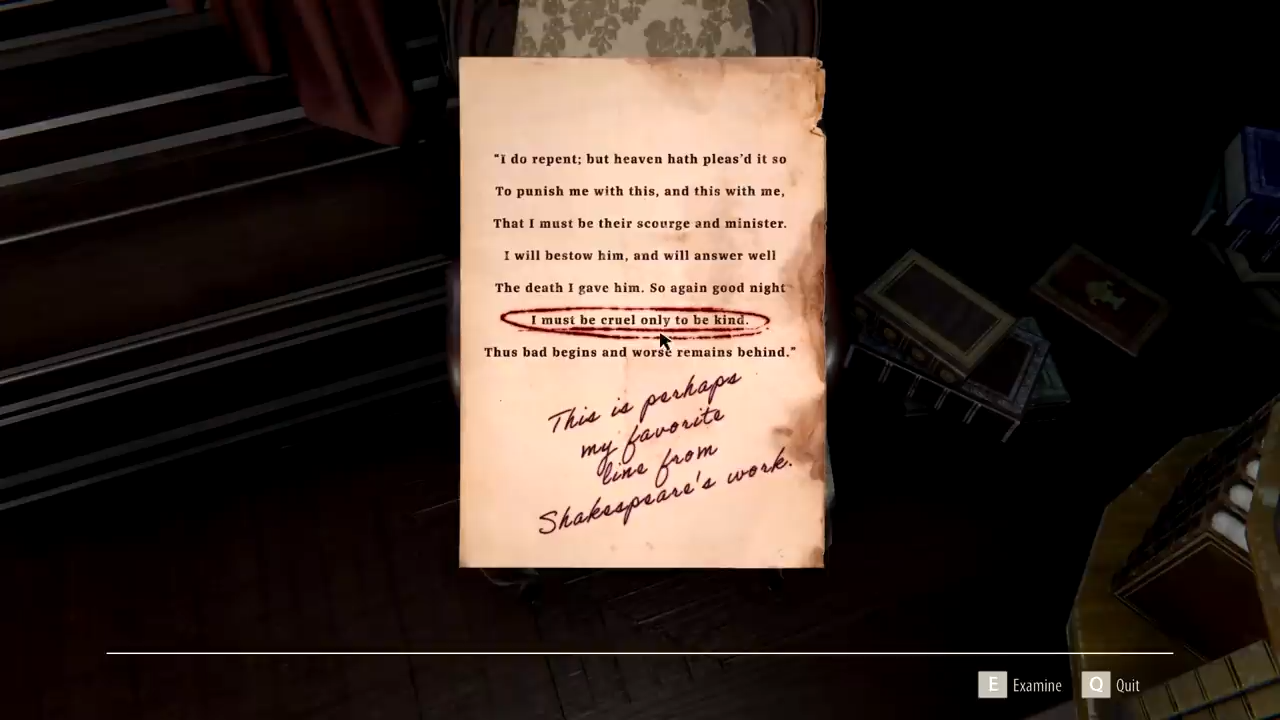 "I do repent; but heaven hath pleas'd it so
To punish me with this, and this with me,
That I must be their scourge and minister.
I will bestow him, and will answer well
The death I gave him. So again good night
I must be cruel only to be kind.
Thus bad begins and worse remains behind."
This is perhaps
my favorite
line from
Shakespeare's work.
E Examine Q Quit